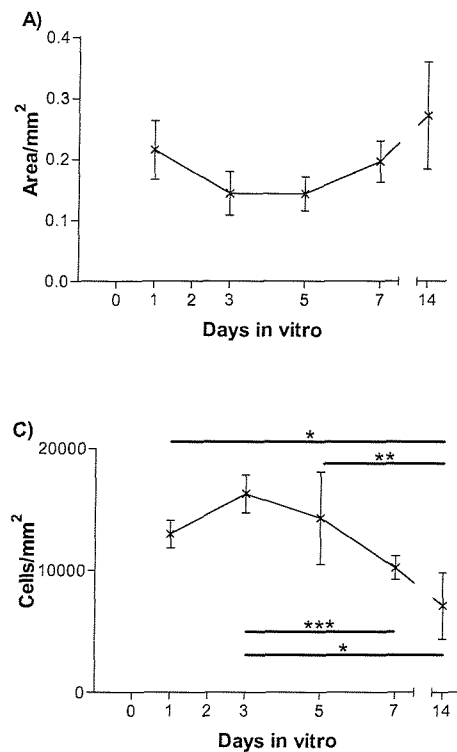 A)
Area/mm²
0.4
0.3
0.2
0.1
0.0
0 1 2 3 5 7 14
Days in vitro
C)
Cells/mm²
20000
10000
0
*
**
***
*
0 1 2 3 5 7 14
Days in vitro